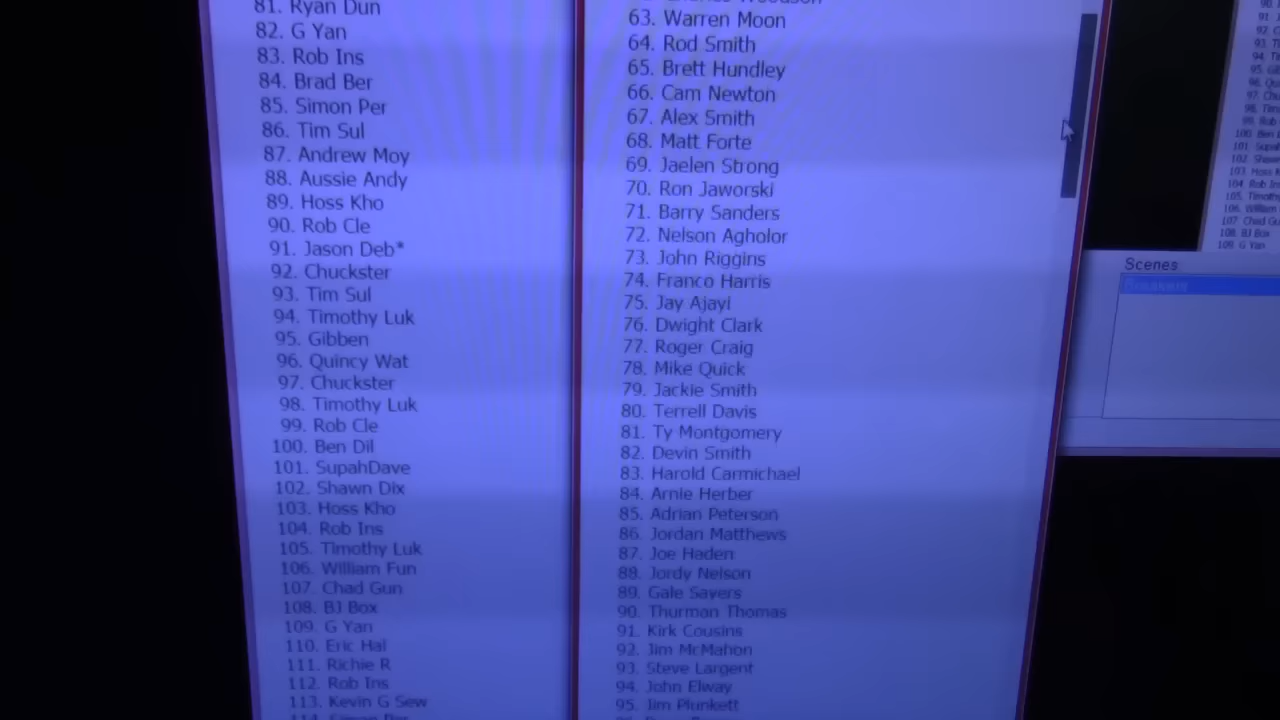 81. Ryan Dun
82. G Yan
83. Rob Ins
84. Brad Ber
85. Simon Per
86. Tim Sul
87. Andrew Moy
88. Aussie Andy
89. Hoss Kho
90. Rob Cle
91. Jason Deb*
92. Chuckster
93. Tim Sul
94. Timothy Luk
95. Gibben
96. Quincy Wat
97. Chuckster
98. Timothy Luk
99. Rob Cle
100. Ben Dil
101. SupahDave
102. Shawn Dix
103. Hoss Kho
104. Rob Ins
105. Timothy Luk
106. William Fun
107. Chad Gun
108. BJ Box
109. G Yan
110. Eric Hal
111. Richie R
112. Rob Ins
113. Kevin G Sew
63. Warren Moon
64. Rod Smith
65. Brett Hundley
66. Cam Newton
67. Alex Smith
68. Matt Forte
69. Jaelen Strong
70. Ron Jaworski
71. Barry Sanders
72. Nelson Agholor
73. John Riggins
74. Franco Harris
75. Jay Ajayi
76. Dwight Clark
77. Roger Craig
78. Mike Quick
79. Jackie Smith
80. Terrell Davis
81. Ty Montgomery
82. Devin Smith
83. Harold Carmichael
84. Arnie Herber
85. Adrian Peterson
86. Jordan Matthews
87. Joe Haden
88. Jordy Nelson
89. Gale Sayers
90. Thurman Thomas
91. Kirk Cousins
92. Jim McMahon
93. Steve Largent
94. John Elway
95. Jim Plunkett
Scenes